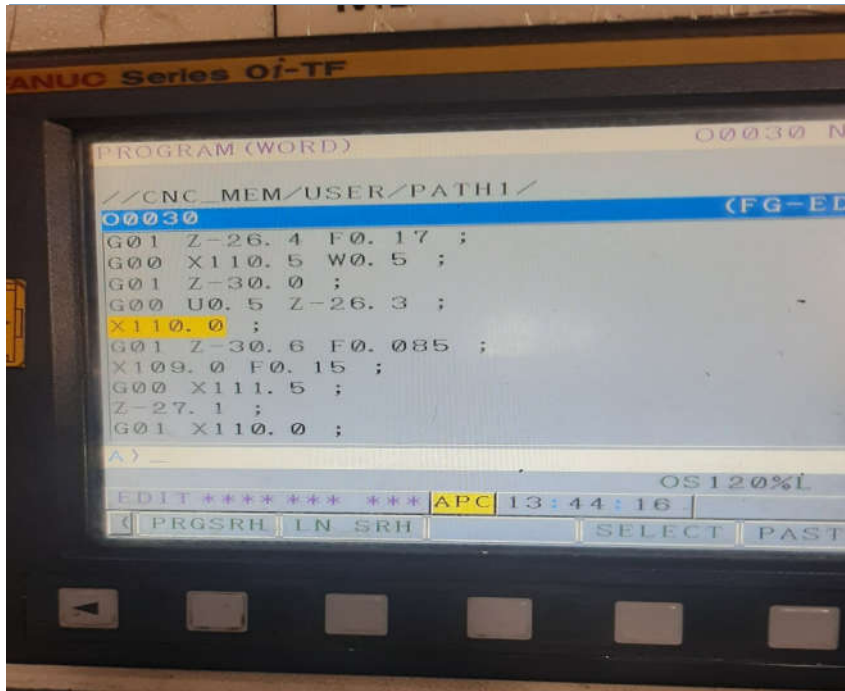 FANUC Series 0i-TF
PROGRAM(WORD) O0030 N
//CNC_MEM/USER/PATH1/
O0030 (FG-ED
G01 Z-26.4 F0.17 ;
G00 X110.5 W0.5 ;
G01 Z-30.0 ;
G00 U0.5 Z-26.3 ;
X110.0 ;
G01 Z-30.6 F0.085 ;
X109.0 F0.15 ;
G00 X111.5 ;
Z-27.1 ;
G01 X110.0 ;
A)_
OS120%L
EDIT**** *** *** APC 13:44:16
( PRGSRH LN SRH SELECT PAST